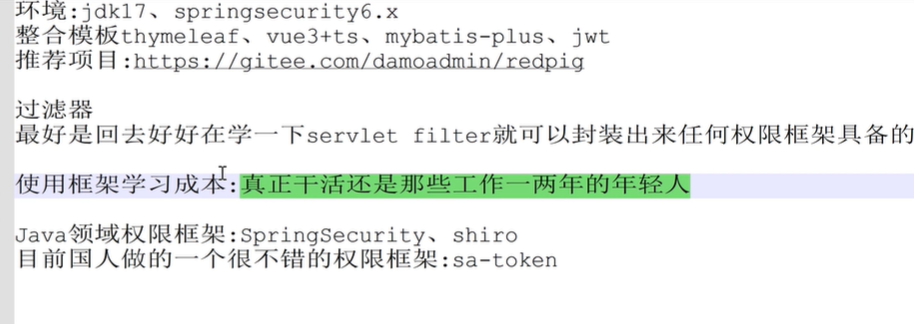 环境:jdk17、springsecurity6.x
整合模板thymeleaf、vue3+ts、mybatis-plus、jwt
推荐项目:https://gitee.com/damoadmin/redpig
过滤器
最好是回去好好在学一下servlet filter就可以封装出来任何权限框架具备的
使用框架学习成本:真正干活还是那些工作一两年的年轻人
Java领域权限框架:SpringSecurity、shiro
目前国人做的一个很不错的权限框架:sa-token